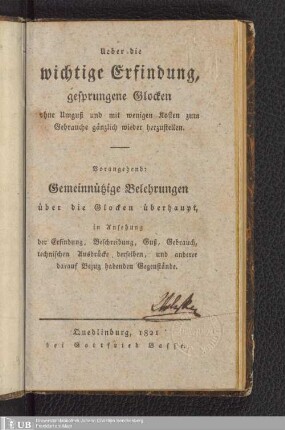 Ueber die
wichtige Erfindung,
gesprungene Glocken
ohne Umguß und mit wenigen Kosten zum
Gebrauche gänzlich wieder herzustellen.
Vorangehend:
Gemeinnützige Belehrungen
über die Glocken überhaupt,
in Ansehung
der Erfindung, Beschreibung, Guß, Gebrauch,
technischen Ausdrücke derselben, und anderer
darauf Bezug habenden Gegenstände.
Quedlinburg, 1821
bei Gottfried Basse.
UB